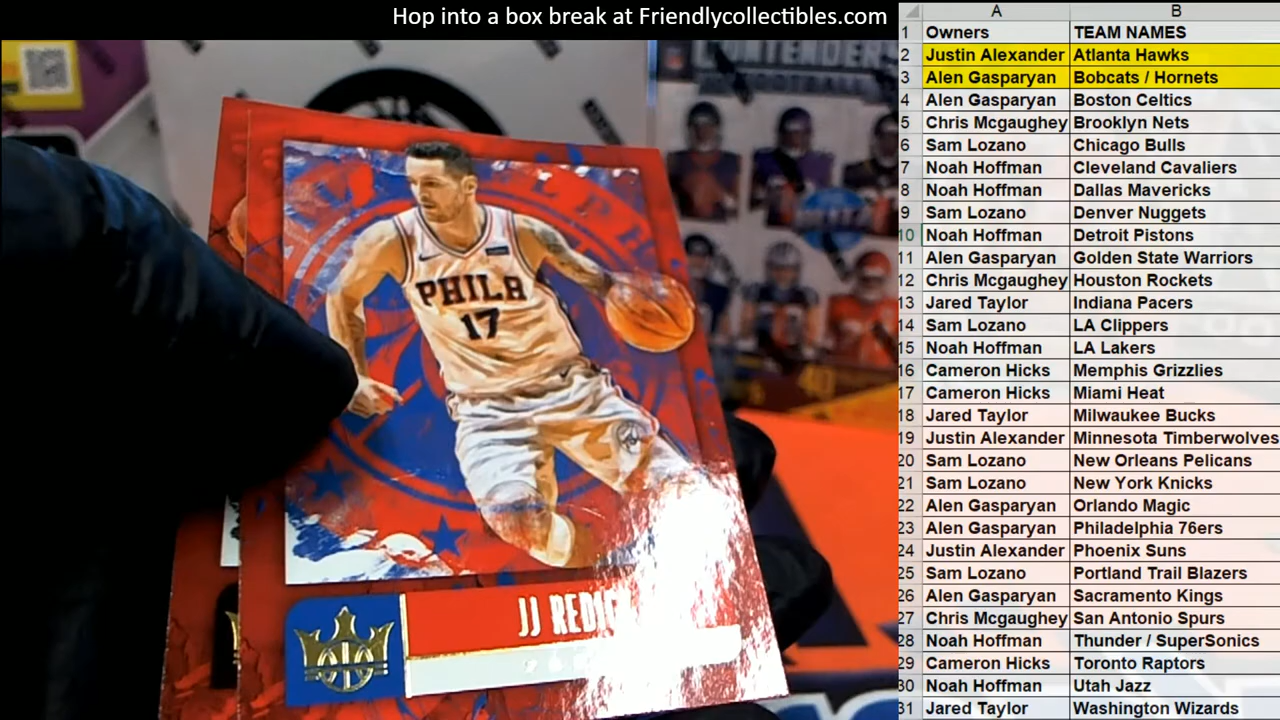 Hop into a box break at Friendlycollectibles.com
A B
1 Owners TEAM NAMES
2 Justin Alexander Atlanta Hawks
3 Alen Gasparyan Bobcats / Hornets
4 Alen Gasparyan Boston Celtics
5 Chris Mcgaughey Brooklyn Nets
6 Sam Lozano Chicago Bulls
7 Noah Hoffman Cleveland Cavaliers
8 Noah Hoffman Dallas Mavericks
9 Sam Lozano Denver Nuggets
10 Noah Hoffman Detroit Pistons
11 Alen Gasparyan Golden State Warriors
12 Chris Mcgaughey Houston Rockets
13 Jared Taylor Indiana Pacers
14 Sam Lozano LA Clippers
15 Noah Hoffman LA Lakers
16 Cameron Hicks Memphis Grizzlies
17 Cameron Hicks Miami Heat
18 Jared Taylor Milwaukee Bucks
19 Justin Alexander Minnesota Timberwolves
20 Sam Lozano New Orleans Pelicans
21 Sam Lozano New York Knicks
22 Alen Gasparyan Orlando Magic
23 Alen Gasparyan Philadelphia 76ers
24 Justin Alexander Phoenix Suns
25 Sam Lozano Portland Trail Blazers
26 Alen Gasparyan Sacramento Kings
27 Chris Mcgaughey San Antonio Spurs
28 Noah Hoffman Thunder / SuperSonics
29 Cameron Hicks Toronto Raptors
30 Noah Hoffman Utah Jazz
31 Jared Taylor Washington Wizards
PHILA
17
JJ